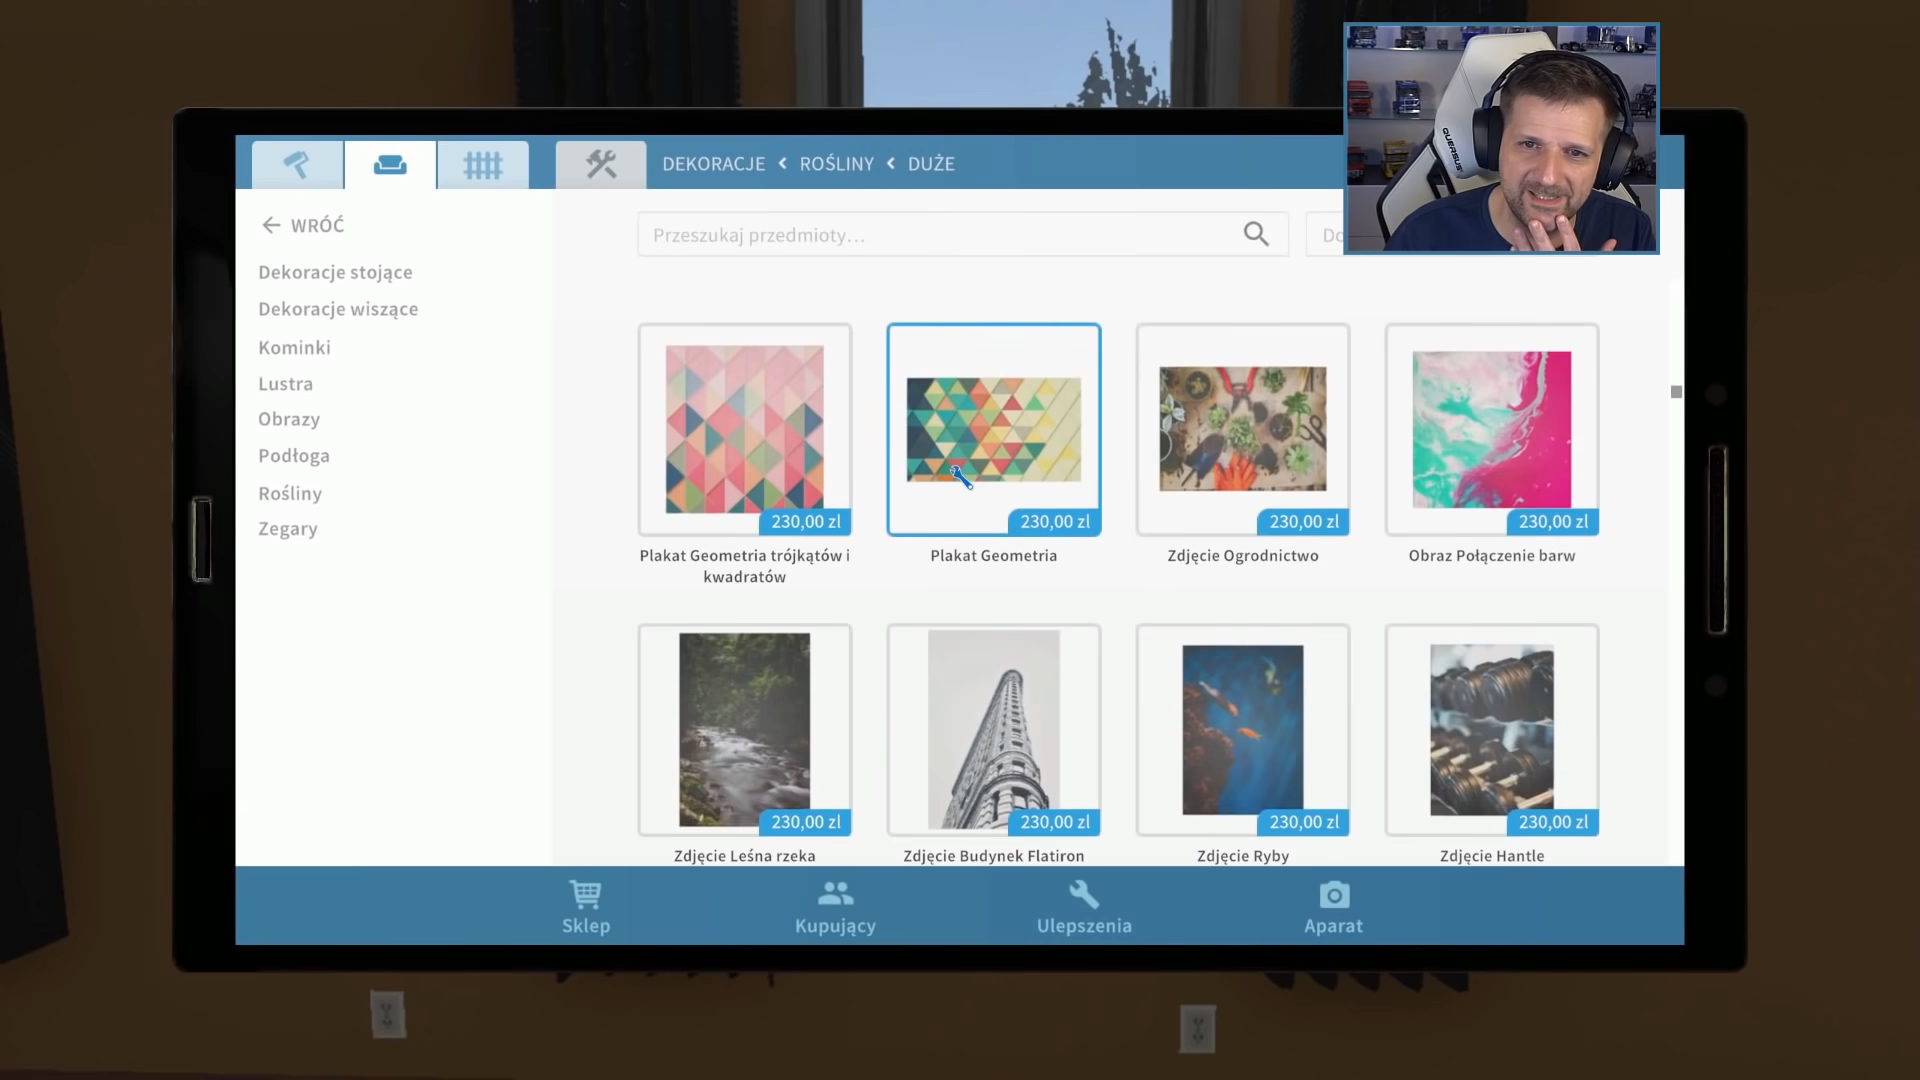 DEKORACJE < ROŚLINY < DUŻE
QUERSUS
WRÓĆ
Przeszukaj przedmioty...
Dekoracje stojące
Dekoracje wiszące
Kominki
Lustra
Obrazy
Podłoga
Rośliny
Zegary
230,00 zl
230,00 zl
230,00 zl
230,00 zl
Plakat Geometria trójkątów i
kwadratów
Plakat Geometria
Zdjęcie Ogrodnictwo
Obraz Połączenie barw
230,00 zl
230,00 zl
230,00 zl
230,00 zl
Zdjęcie Leśna rzeka
Zdjęcie Budynek Flatiron
Zdjęcie Ryby
Zdjęcie Hantle
Sklep
Kupujący
Ulepszenia
Aparat